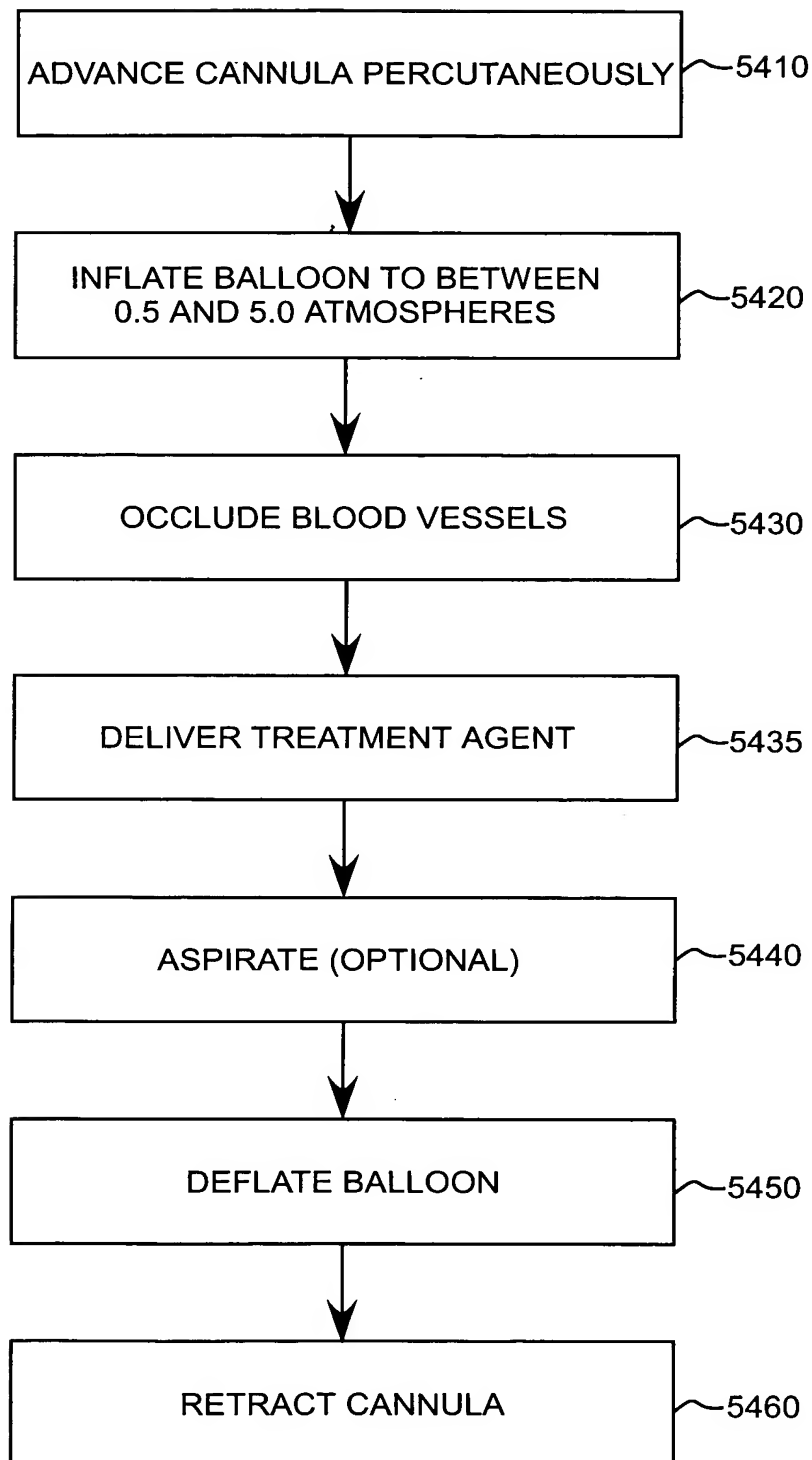 ADVANCE CANNULA PERCUTANEOUSLY 5410
INFLATE BALLOON TO BETWEEN
0.5 AND 5.0 ATMOSPHERES 5420
OCCLUDE BLOOD VESSELS 5430
DELIVER TREATMENT AGENT 5435
ASPIRATE (OPTIONAL) 5440
DEFLATE BALLOON 5450
RETRACT CANNULA 5460